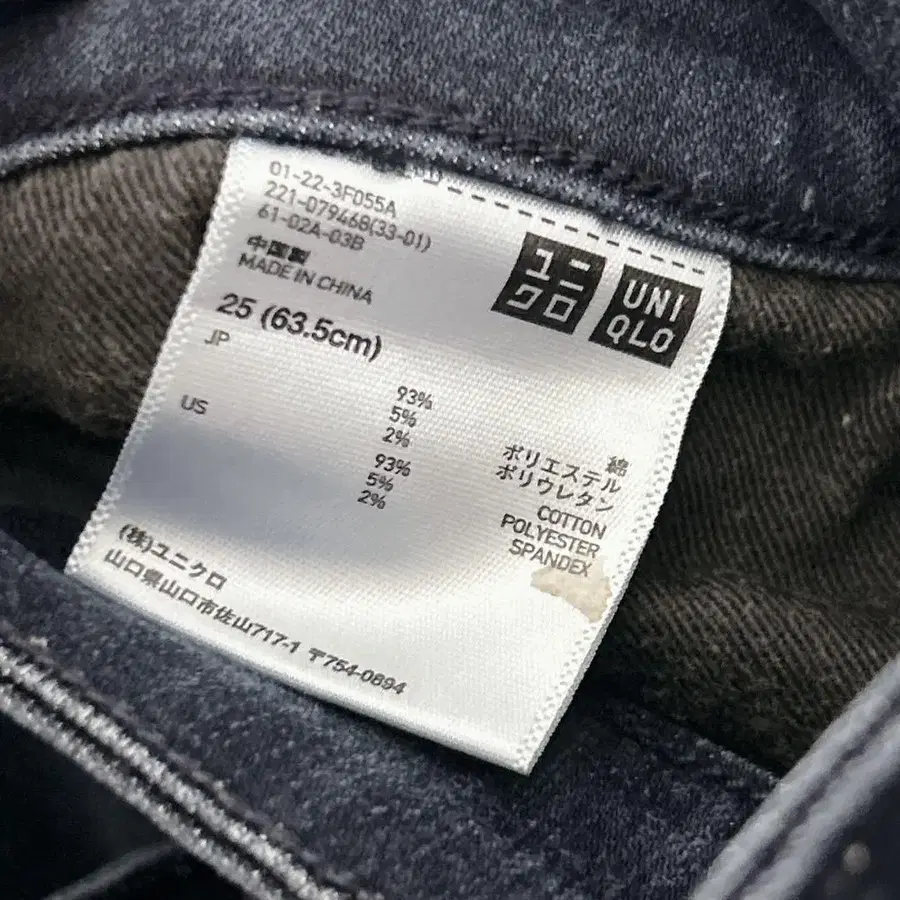 01-22-3F055A
221-079468(33-01)
61-02A-03B
中国製
MADE IN CHINA
25 (63.5cm)
ユニ
クロ
UNI
QLO
JP
93% 綿
5% ポリエステル
2% ポリウレタン
US
93% COTTON
5% POLYESTER
2% SPANDEX
(株)ユニクロ
山口県山口市佐山717-1 〒754-0894